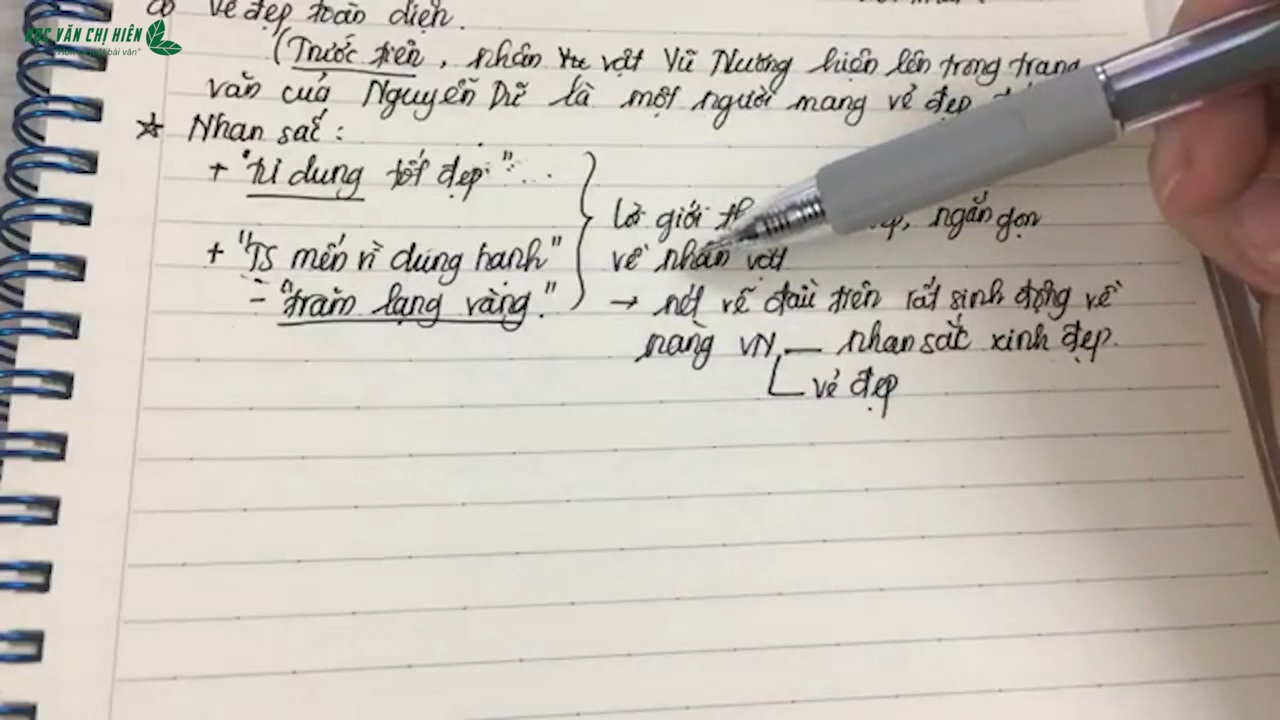 HỌC VĂN CHỊ HIÊN
vẻ đẹp toàn diện.
(Trước tiên, nhân vật Vũ Nương hiện lên trong trang
văn của Nguyễn Dữ là một người mang vẻ đẹp
☆ Nhan sắc :
+ "tư dung tốt đẹp"...
+ "TS mến vì dung hạnh"
- "trăm lạng vàng."
lời giới ngắn gọn
về nhân vật
→ nét vẽ đầu tiên rất sinh động về
nàng VN — nhan sắc xinh đẹp.
vẻ đẹp